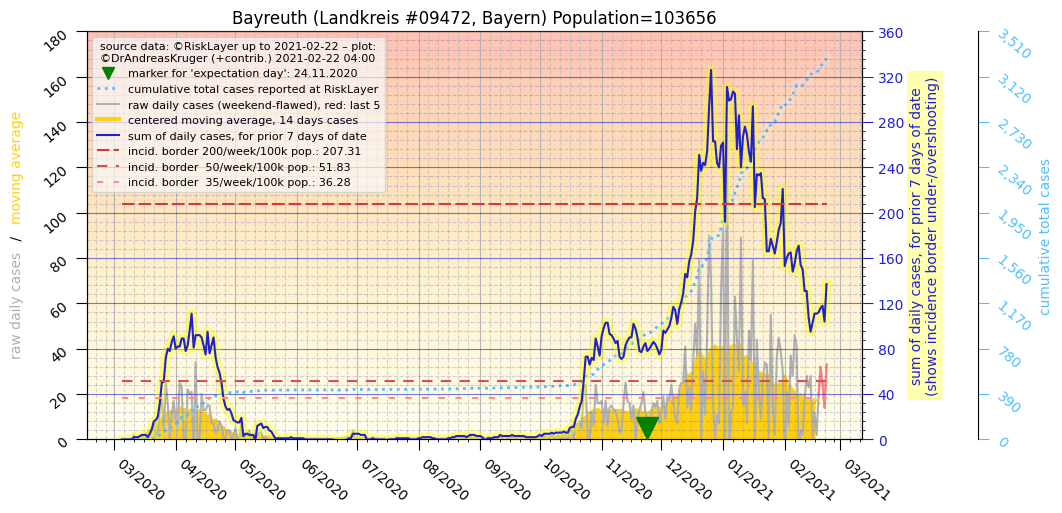 Bayreuth (Landkreis #09472, Bayern) Population=103656
source data: ©RiskLayer up to 2021-02-22 – plot:
©DrAndreasKruger (+contrib.) 2021-02-22 04:00
marker for 'expectation day': 24.11.2020
cumulative total cases reported at RiskLayer
raw daily cases (weekend-flawed), red: last 5
centered moving average, 14 days cases
sum of daily cases, for prior 7 days of date
incid. border 200/week/100k pop.: 207.31
incid. border  50/week/100k pop.: 51.83
incid. border  35/week/100k pop.: 36.28
raw daily cases  /  moving average
180
160
140
120
100
80
60
40
20
0
03/2020
04/2020
05/2020
06/2020
07/2020
08/2020
09/2020
10/2020
11/2020
12/2020
01/2021
02/2021
03/2021
360
320
280
240
200
160
120
80
40
0
sum of daily cases, for prior 7 days of date
(shows incidence border under-/overshooting)
3,510
3,120
2,730
2,340
1,950
1,560
1,170
780
390
0
cumulative total cases